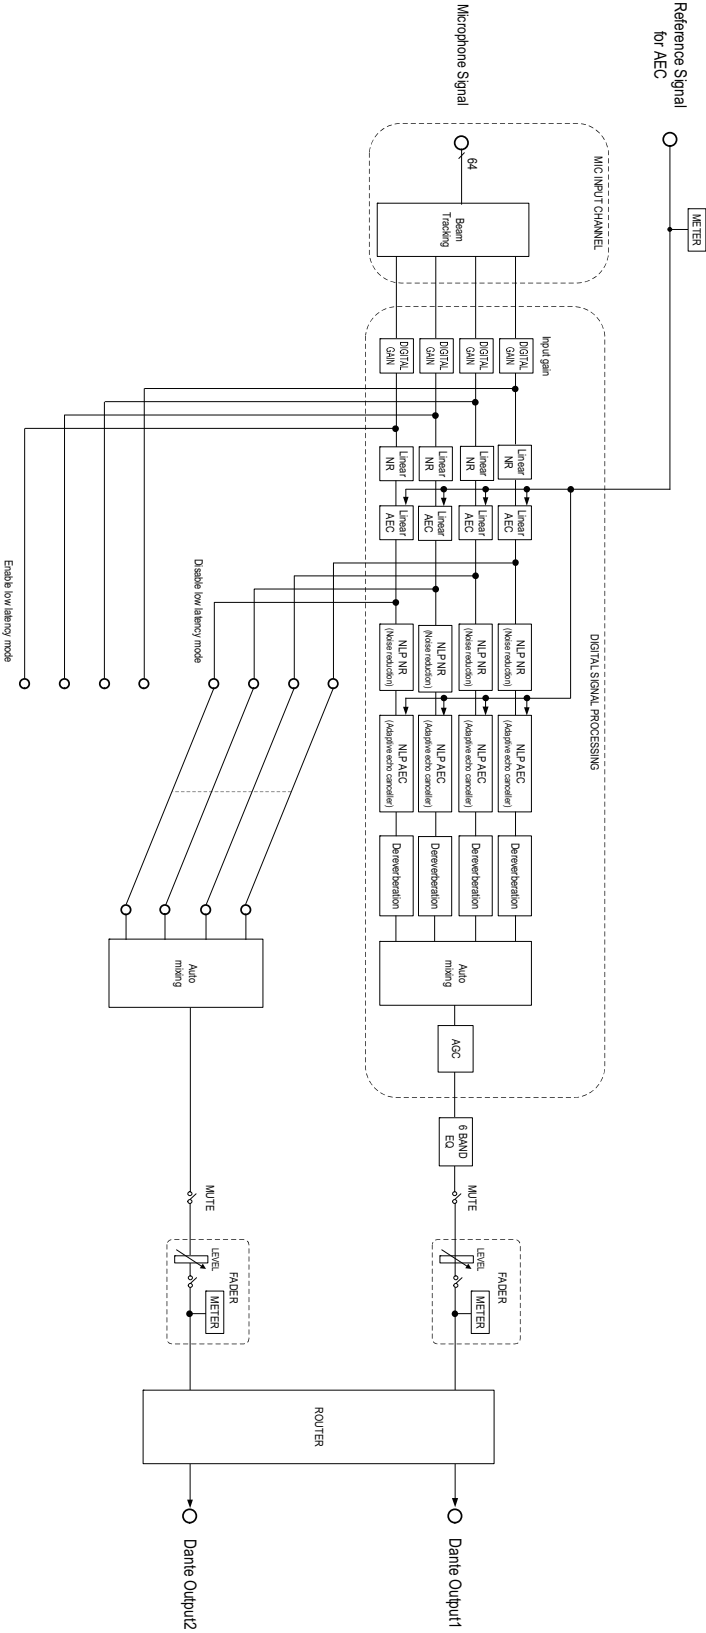 Reference Signal
for AEC
METER
Microphone Signal
MIC INPUT CHANNEL
64
Beam
Tracking
DIGITAL SIGNAL PROCESSING
Input gain
DIGITAL
GAIN
DIGITAL
GAIN
DIGITAL
GAIN
DIGITAL
GAIN
Linear
NR
Linear
NR
Linear
NR
Linear
NR
Linear
AEC
Linear
AEC
Linear
AEC
Linear
AEC
NLP NR
(Noise reduction)
NLP NR
(Noise reduction)
NLP NR
(Noise reduction)
NLP NR
(Noise reduction)
NLP AEC
(Adaptive echo canceller)
NLP AEC
(Adaptive echo canceller)
NLP AEC
(Adaptive echo canceller)
NLP AEC
(Adaptive echo canceller)
Dereverberation
Dereverberation
Dereverberation
Dereverberation
Auto
mixing
AGC
6 BAND
EQ
MUTE
FADER
LEVEL
METER
Disable low latency mode
Enable low latency mode
Auto
mixing
MUTE
FADER
LEVEL
METER
ROUTER
Dante Output1
Dante Output2